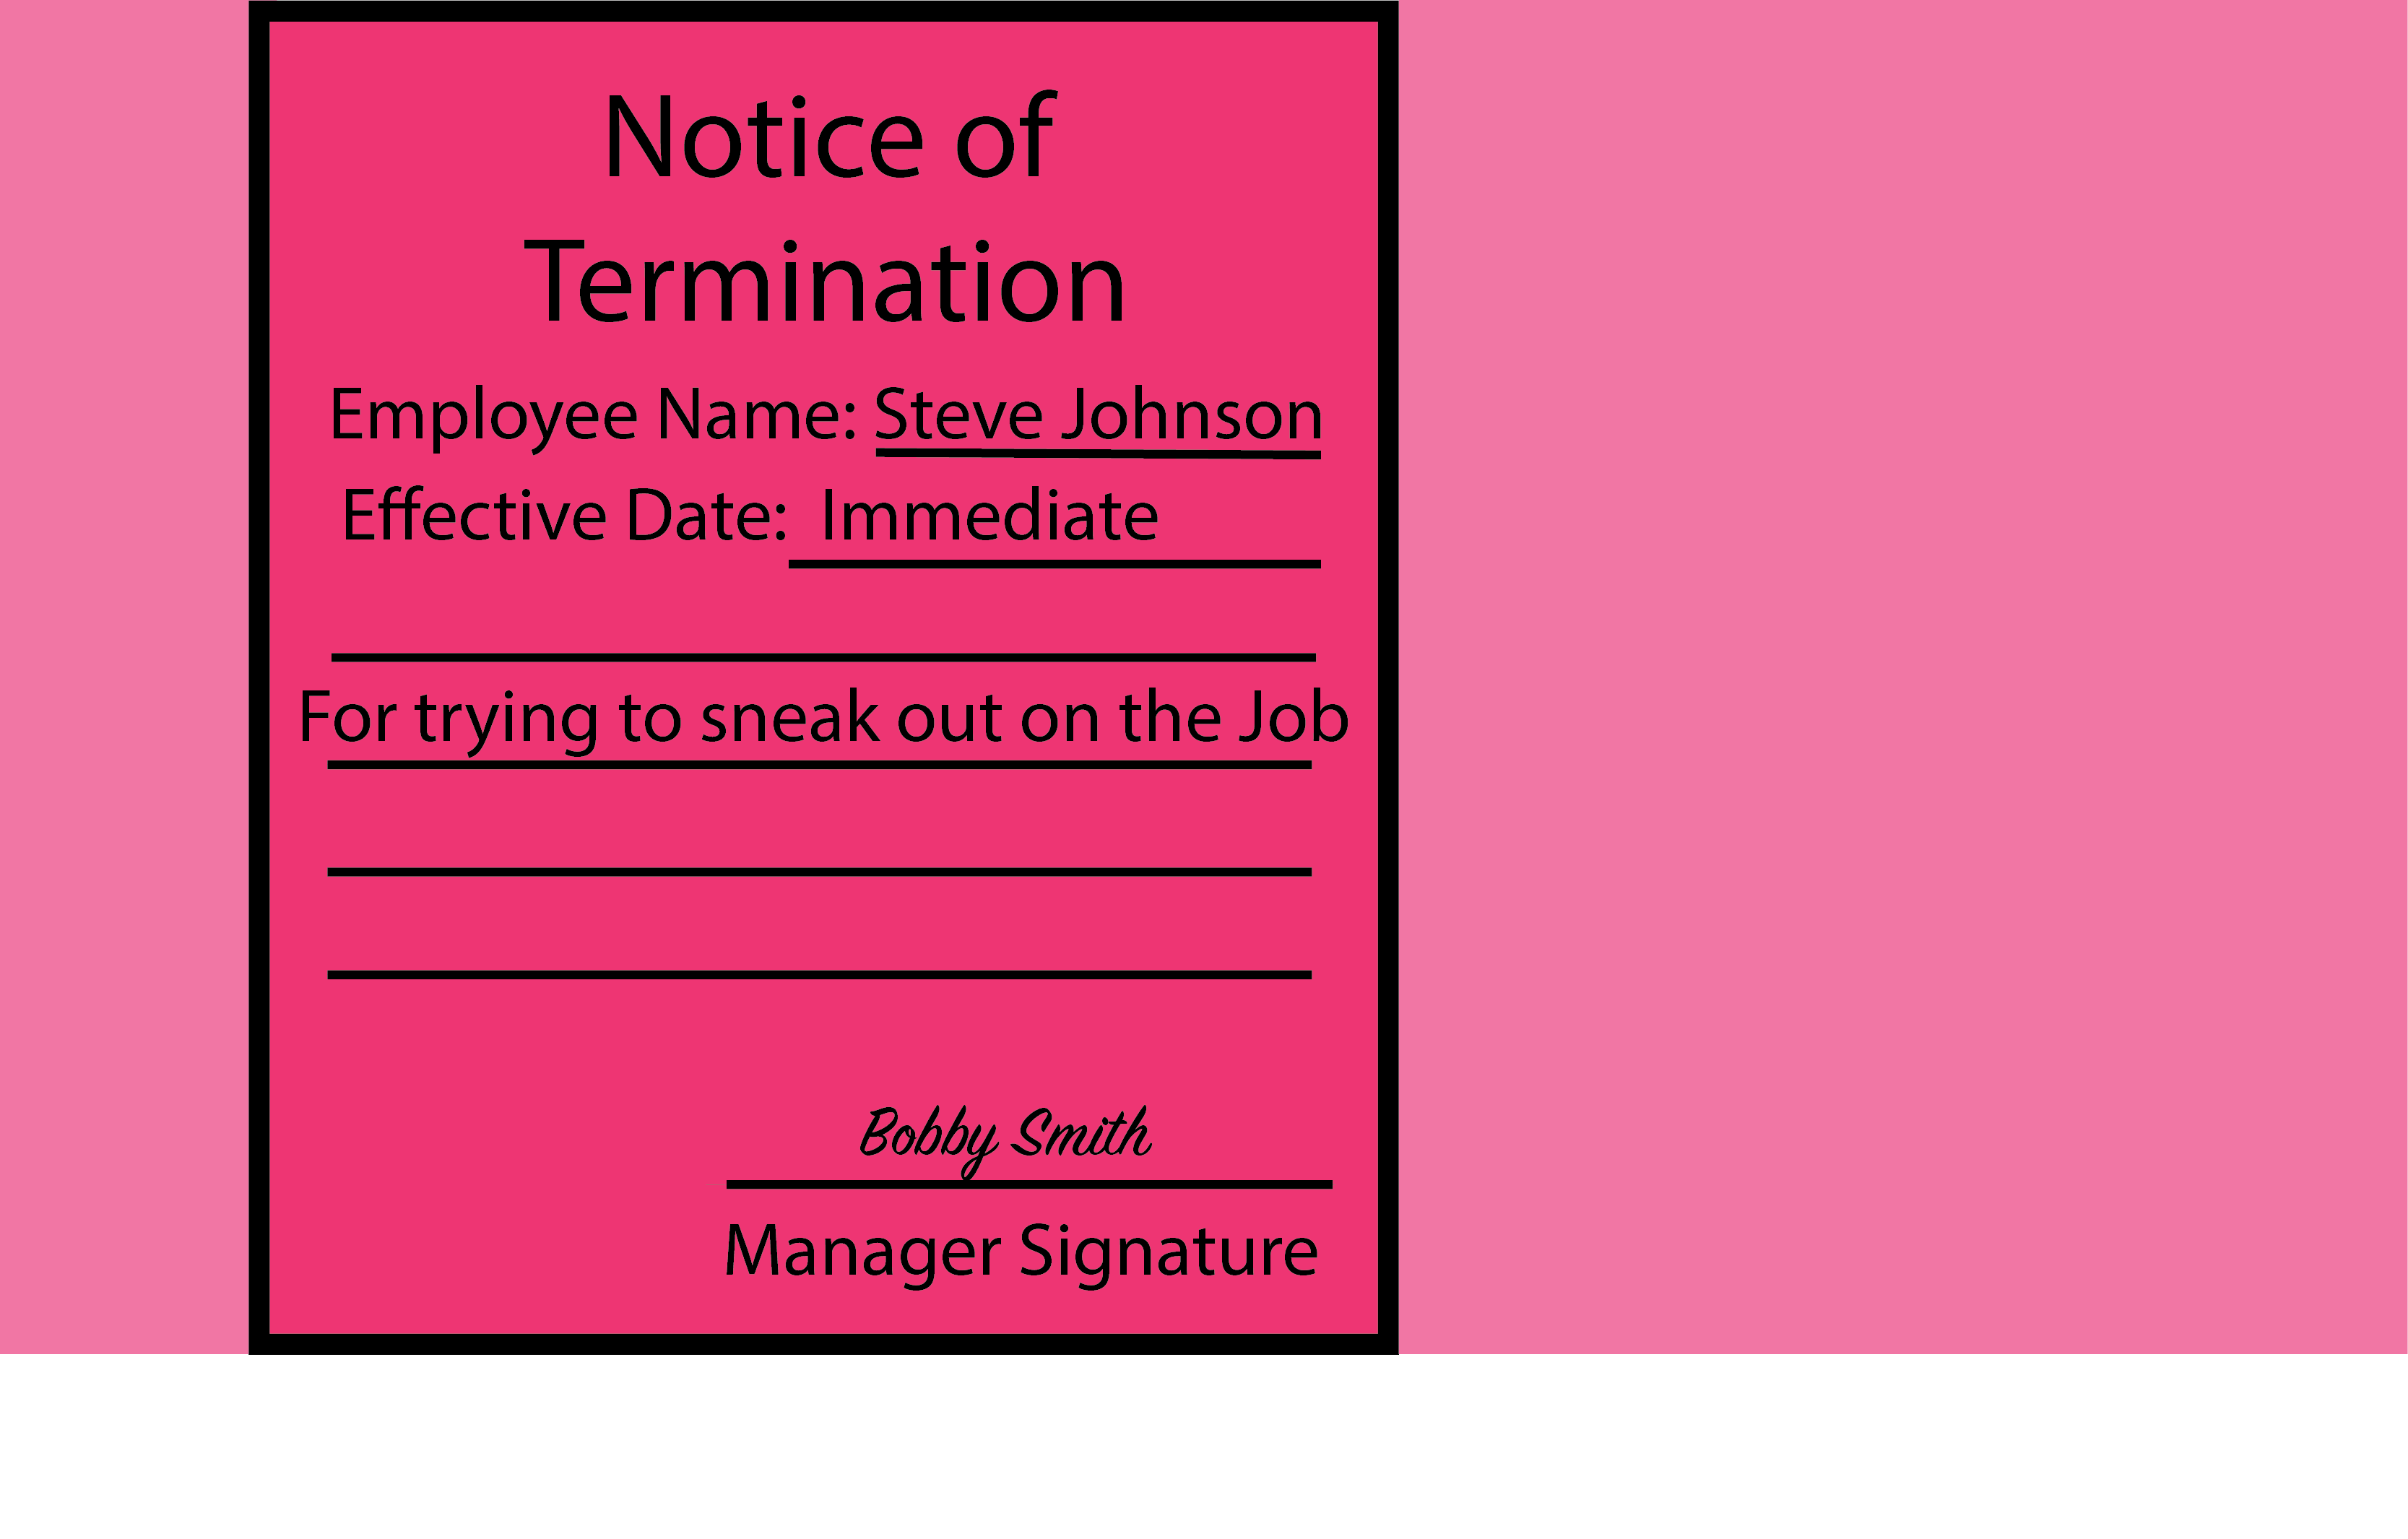 Notice of
Termination
Employee Name: Steve Johnson
Effective Date: Immediate
For trying to sneak out on the Job
Bobby Smith
Manager Signature